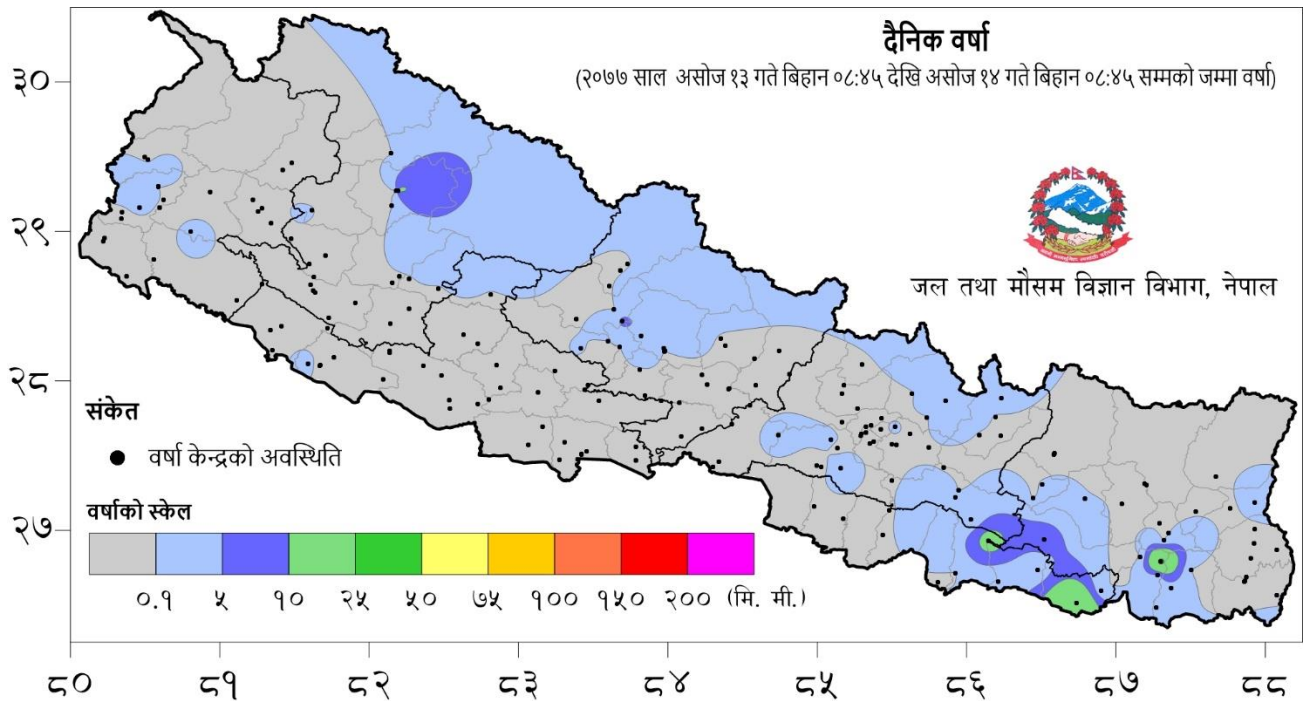 दैनिक वर्षा
(२०७७ साल असोज १३ गते बिहान ०८:४५ देखि असोज १४ गते बिहान ०८:४५ सम्मको जम्मा वर्षा)
जल तथा मौसम विज्ञान विभाग, नेपाल
३०
२९
२८
२७
संकेत
वर्षा केन्द्रको अवस्थिति
वर्षाको स्केल
०.१ ५ १० २५ ५० ७५ १०० १५० २०० (मि. मी.)
८० ८१ ८२ ८३ ८४ ८५ ८६ ८७ ८८